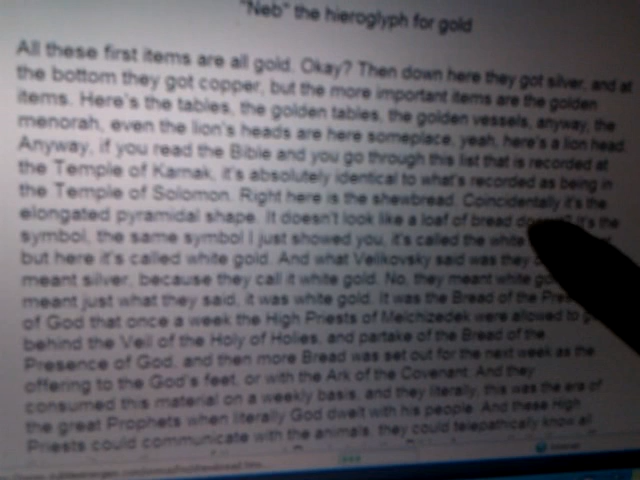 "Neb" the hieroglyph for gold
All these first items are all gold. Okay? Then down here they got silver, and at
the bottom they got copper, but the more important items are the golden
items. Here's the tables, the golden tables, the golden vessels, anyway, the
menorah, even the lion's heads are here someplace, yeah, here's a lion head.
Anyway, if you read the Bible and you go through this list that is recorded at
the Temple of Karnak, it's absolutely identical to what's recorded as being in
the Temple of Solomon. Right here is the shewbread. Coincidentally it's the
elongated pyramidal shape. It doesn't look like a loaf of bread It's the
symbol, the same symbol I just showed you, it's called the white
but here it's called white gold. And what Velikovsky said was they
meant silver, because they call it white gold. No, they meant white
meant just what they said, it was white gold. It was the Bread of the
of God that once a week the High Priests of Melchizedek were allowed to
behind the Veil of the Holy of Holies, and partake of the Bread of the
Presence of God, and then more Bread was set out for the next week as the
offering to the God's feet, or with the Ark of the Covenant. And they
consumed this material on a weekly basis, and they literally, this was the era of
the great Prophets when literally God dwelt with his people. And these High
Priests could communicate with the animals, they could telepathically know all